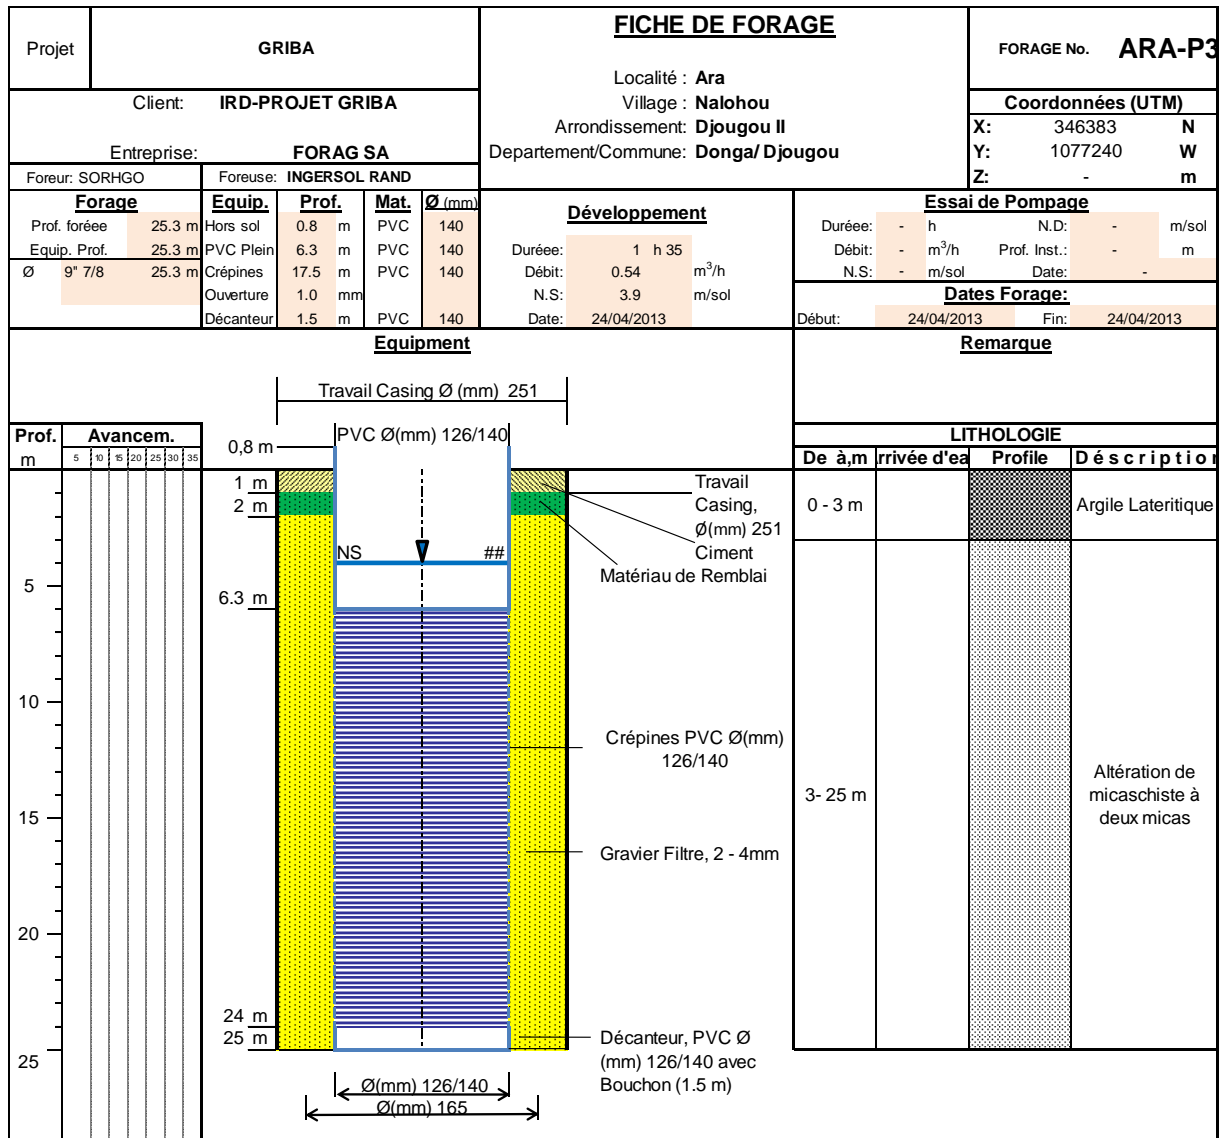 Projet
GRIBA
FICHE DE FORAGE
FORAGE No. ARA-P3
Localité : Ara
Village : Nalohou
Arrondissement: Djougou II
Departement/Commune: Donga/ Djougou
Client: IRD-PROJET GRIBA
Entreprise: FORAG SA
Coordonnées (UTM)
X: 346383 N
Y: 1077240 W
Z: - m
Foreur: SORHGO
Foreuse: INGERSOL RAND
Forage
Prof. foréee 25.3 m
Equip. Prof. 25.3 m
Ø 9" 7/8 25.3 m
Equip. Prof. Mat. Ø (mm)
Hors sol 0.8 m PVC 140
PVC Plein 6.3 m PVC 140
Crépines 17.5 m PVC 140
Ouverture 1.0 mm
Décanteur 1.5 m PVC 140
Développement
Duréee: 1 h 35
Débit: 0.54 m³/h
N.S: 3.9 m/sol
Date: 24/04/2013
Essai de Pompage
Duréee: - h N.D: - m/sol
Débit: - m³/h Prof. Inst.: - m
N.S: - m/sol Date: -
Dates Forage:
Début: 24/04/2013 Fin: 24/04/2013
Equipment
Remarque
Travail Casing Ø (mm) 251
PVC Ø(mm) 126/140
0,8 m
Prof.
m
Avancem.
5 10 15 20 25 30 35
1 m
2 m
NS ##
5
6.3 m
10
15
20
24 m
25 m
25
Travail
Casing,
Ø(mm) 251
Ciment
Matériau de Remblai
Crépines PVC Ø(mm)
126/140
Gravier Filtre, 2 - 4mm
Décanteur, PVC Ø
(mm) 126/140 avec
Bouchon (1.5 m)
Ø(mm) 126/140
Ø(mm) 165
LITHOLOGIE
De à,m rrivée d'ea Profile Déscription
0 - 3 m Argile Lateritique
3- 25 m
Altération de
micaschiste à
deux micas